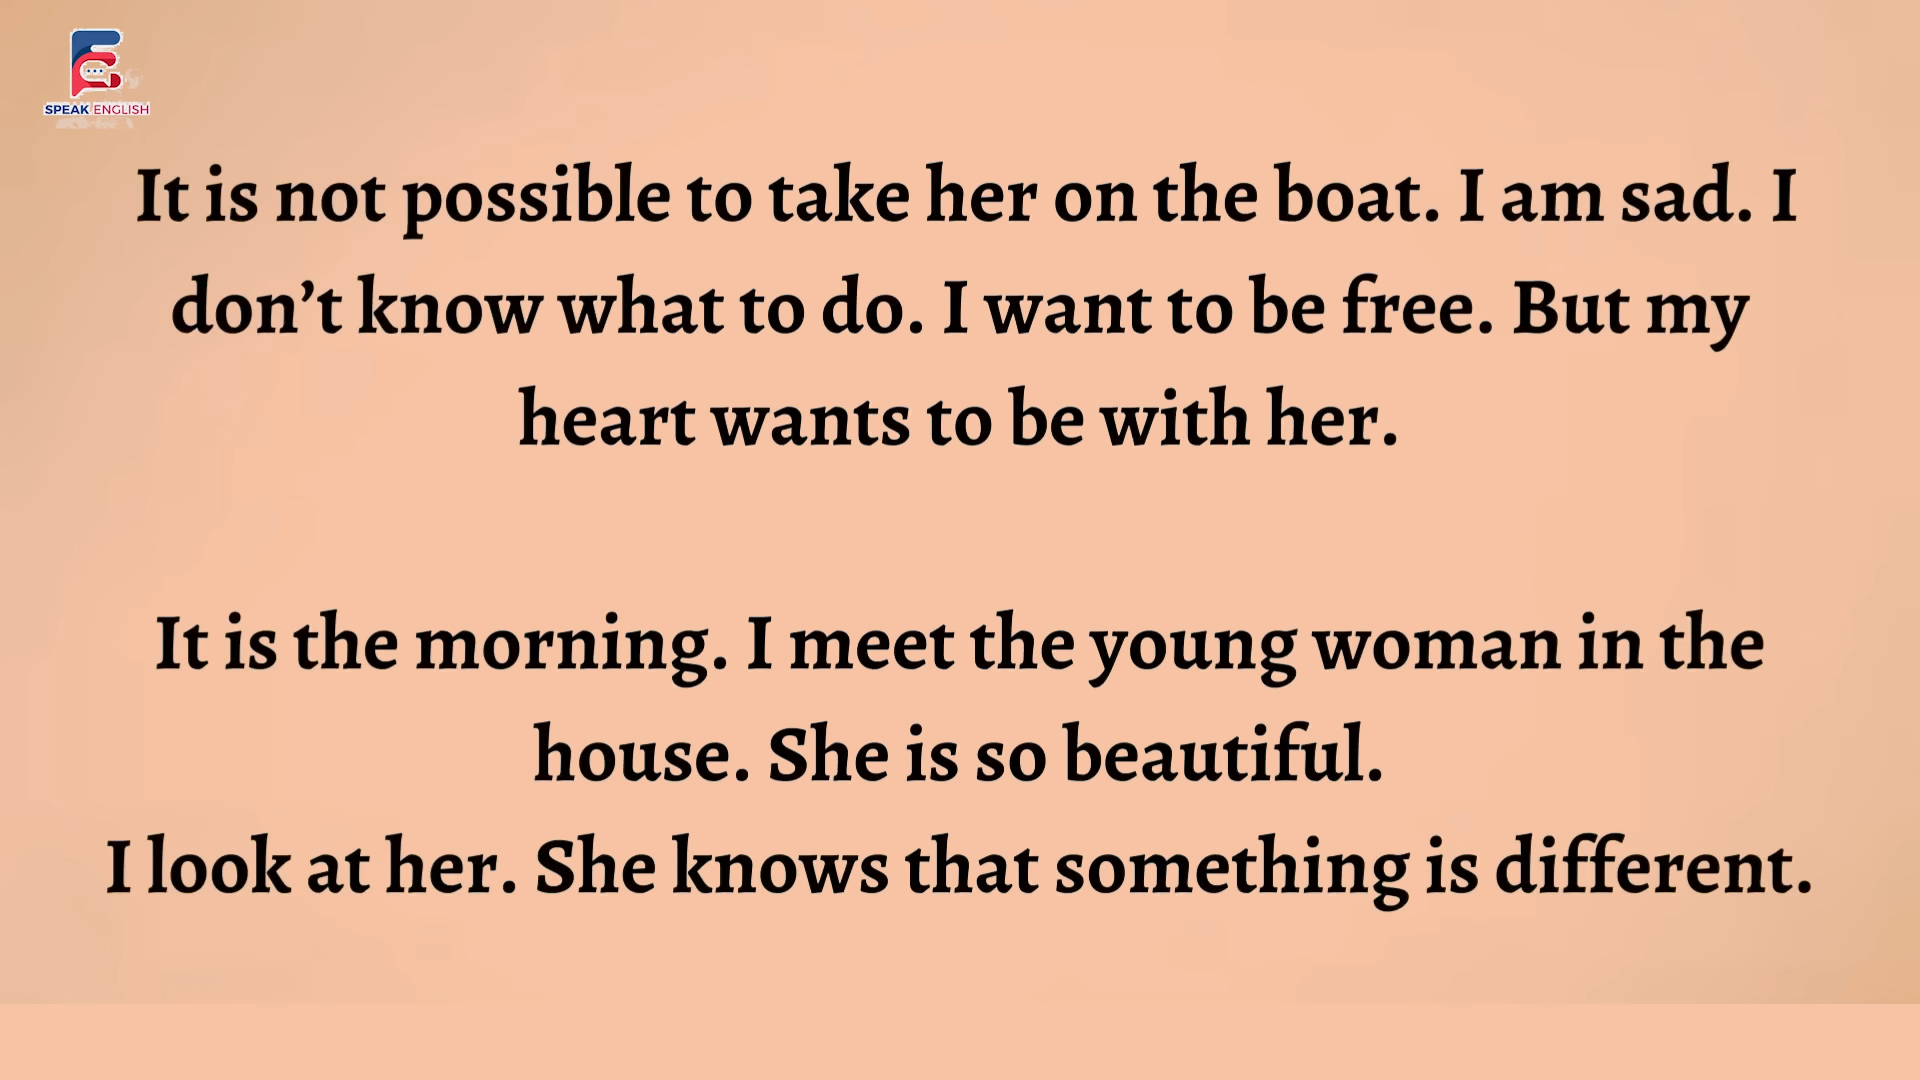 SPEAK ENGLISH
It is not possible to take her on the boat. I am sad. I
don’t know what to do. I want to be free. But my
heart wants to be with her.
It is the morning. I meet the young woman in the
house. She is so beautiful.
I look at her. She knows that something is different.